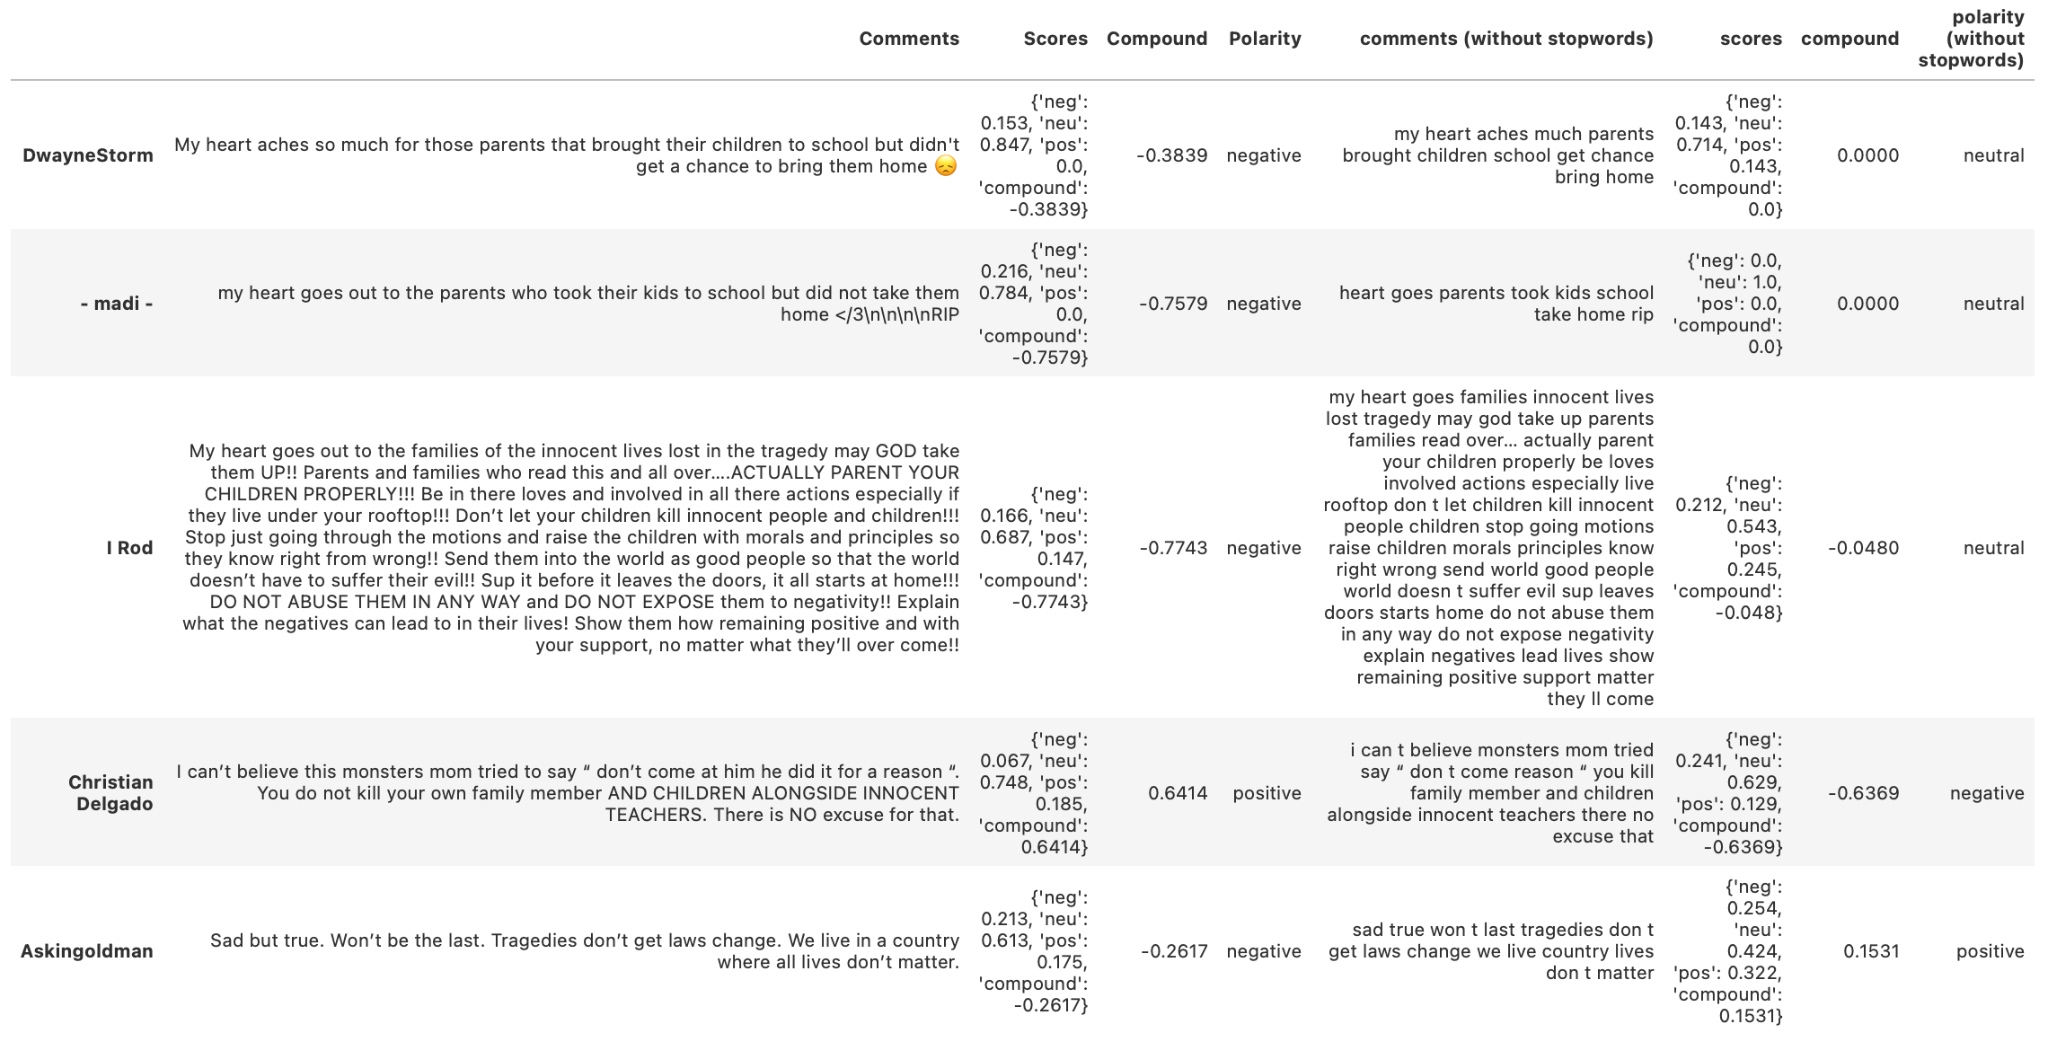 Comments Scores Compound Polarity comments (without stopwords) scores compound polarity (without stopwords)
DwayneStorm
My heart aches so much for those parents that brought their children to school but didn't
get a chance to bring them home 😞
{'neg':
0.153, 'neu':
0.847, 'pos':
0.0,
'compound':
-0.3839}
-0.3839
negative
my heart aches much parents
brought children school get chance
bring home
{'neg':
0.143, 'neu':
0.714, 'pos':
0.143,
'compound':
0.0}
0.0000
neutral
- madi -
my heart goes out to the parents who took their kids to school but did not take them
home </3\n\n\n\nRIP
{'neg':
0.216, 'neu':
0.784, 'pos':
0.0,
'compound':
-0.7579}
-0.7579
negative
heart goes parents took kids school
take home rip
{'neg': 0.0,
'neu': 1.0,
'pos': 0.0,
'compound':
0.0}
0.0000
neutral
I Rod
My heart goes out to the families of the innocent lives lost in the tragedy may GOD take
them UP!! Parents and families who read this and all over....ACTUALLY PARENT YOUR
CHILDREN PROPERLY!!! Be in there loves and involved in all there actions especially if
they live under your rooftop!!! Don’t let your children kill innocent people and children!!!
Stop just going through the motions and raise the children with morals and principles so
they know right from wrong!! Send them into the world as good people so that the world
doesn’t have to suffer their evil!! Sup it before it leaves the doors, it all starts at home!!!
DO NOT ABUSE THEM IN ANY WAY and DO NOT EXPOSE them to negativity!! Explain
what the negatives can lead to in their lives! Show them how remaining positive and with
your support, no matter what they’ll over come!!
{'neg':
0.166, 'neu':
0.687, 'pos':
0.147,
'compound':
-0.7743}
-0.7743
negative
my heart goes families innocent lives
lost tragedy may god take up parents
families read over... actually parent
your children properly be loves
involved actions especially live
rooftop don t let children kill innocent
people children stop going motions
raise children morals principles know
right wrong send world good people
world doesn t suffer evil sup leaves
doors starts home do not abuse them
in any way do not expose negativity
explain negatives lead lives show
remaining positive support matter
they ll come
{'neg':
0.212, 'neu':
0.543,
'pos':
0.245,
'compound':
-0.048}
-0.0480
neutral
Christian
Delgado
I can’t believe this monsters mom tried to say “ don’t come at him he did it for a reason “.
You do not kill your own family member AND CHILDREN ALONGSIDE INNOCENT
TEACHERS. There is NO excuse for that.
{'neg':
0.067, 'neu':
0.748, 'pos':
0.185,
'compound':
0.6414}
0.6414
positive
i can t believe monsters mom tried
say “ don t come reason “ you kill
family member and children
alongside innocent teachers there no
excuse that
{'neg':
0.241, 'neu':
0.629,
'pos': 0.129,
'compound':
-0.6369}
-0.6369
negative
Askingoldman
Sad but true. Won’t be the last. Tragedies don’t get laws change. We live in a country
where all lives don’t matter.
{'neg':
0.213, 'neu':
0.613, 'pos':
0.175,
'compound':
-0.2617}
-0.2617
negative
sad true won t last tragedies don t
get laws change we live country lives
don t matter
{'neg':
0.254,
'neu':
0.424,
'pos': 0.322,
'compound':
0.1531}
0.1531
positive